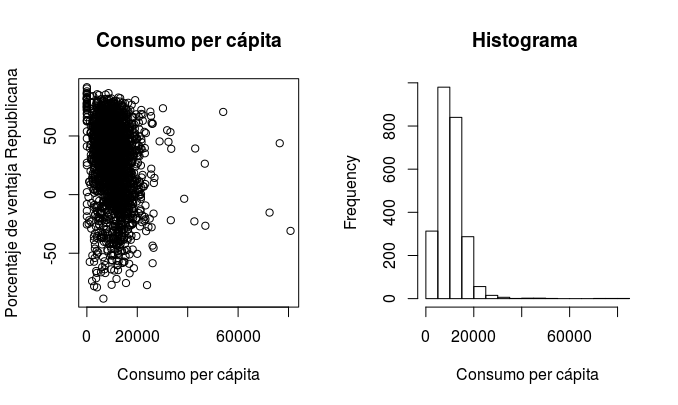 Consumo per cápita
Porcentaje de ventaja Republicana
50
0
-50
0
20000
60000
Consumo per cápita
Histograma
Frequency
800
600
400
200
0
0
20000
60000
Consumo per cápita